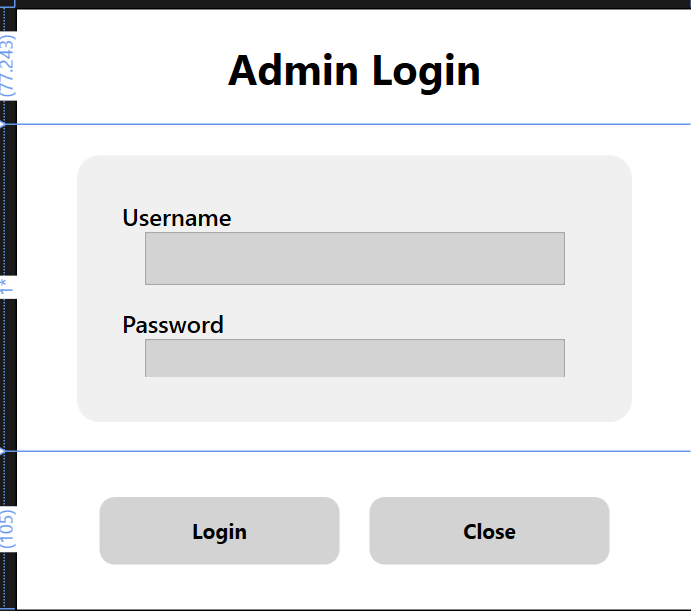 (77.243)
Admin Login
Username
1*
Password
(105)
Login
Close